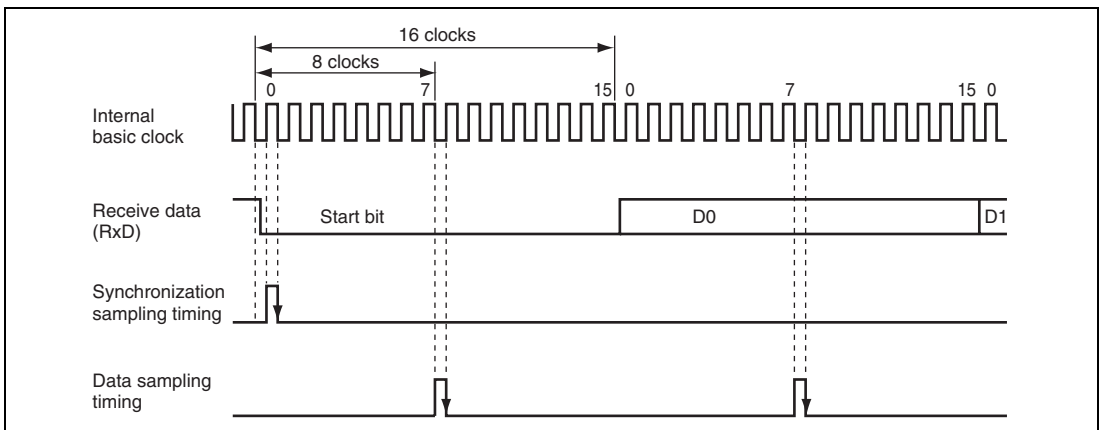 16 clocks
8 clocks
0 7 15 0 7 15 0
Internal
basic clock
Receive data
(RxD)
Start bit D0 D1
Synchronization
sampling timing
Data sampling
timing